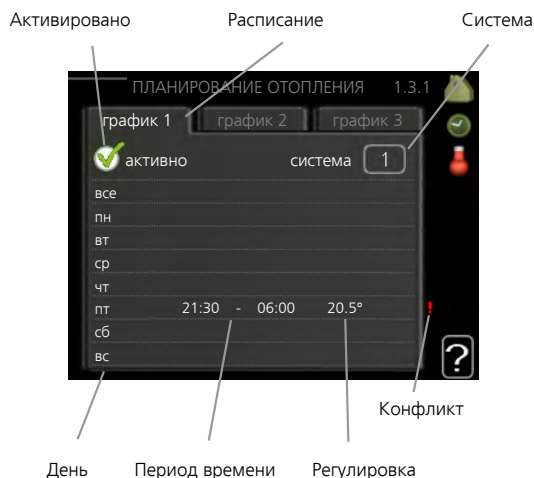 Активировано Расписание Система
ПЛАНИРОВАНИЕ ОТОПЛЕНИЯ 1.3.1
график 1 график 2 график 3
активно система 1
все
пн
вт
ср
чт
пт 21:30 - 06:00 20.5° !
сб
вс
?
Конфликт
День Период времени Регулировка